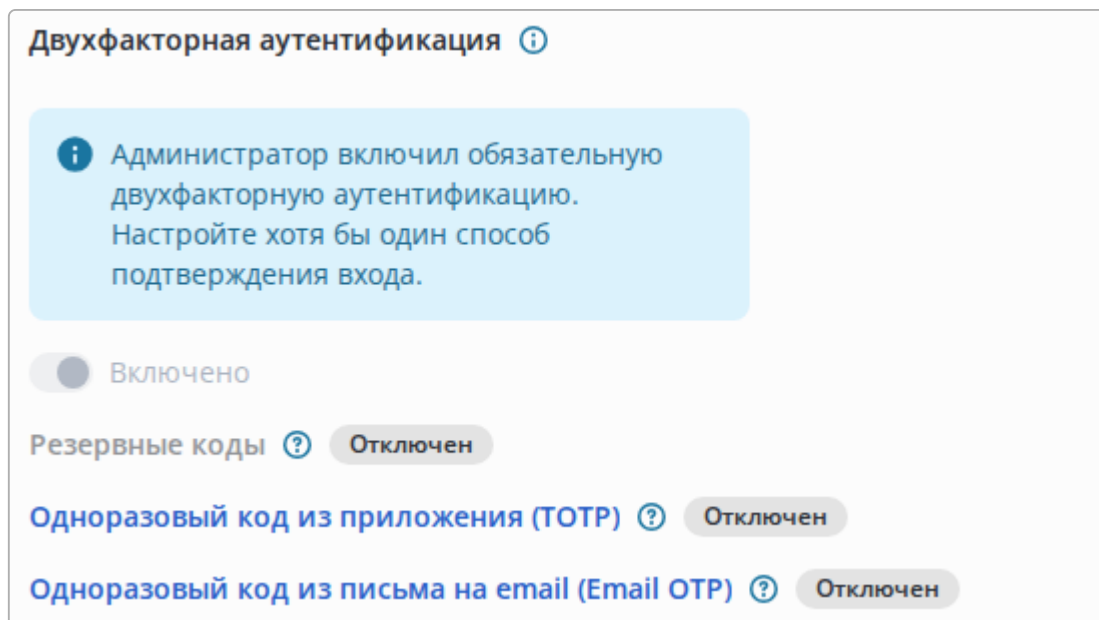 Двухфакторная аутентификация
Администратор включил обязательную
двухфакторную аутентификацию.
Настройте хотя бы один способ
подтверждения входа.
Включено
Резервные коды Отключен
Одноразовый код из приложения (TOTP) Отключен
Одноразовый код из письма на email (Email OTP) Отключен